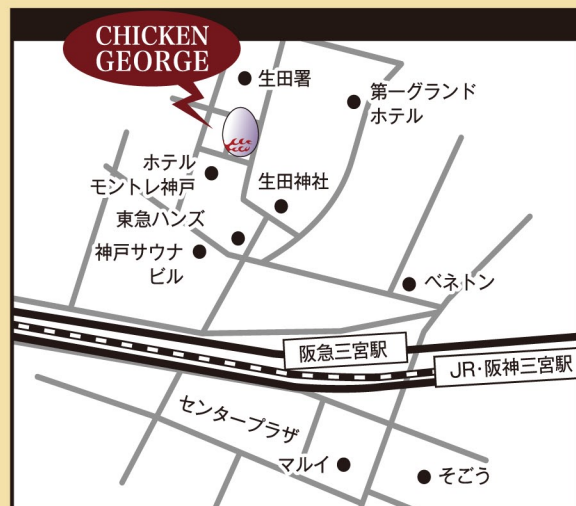 CHICKEN
GEORGE
生田署
第一グランド
ホテル
ホテル
モントレ神戸
生田神社
東急ハンズ
神戸サウナ
ビル
ベネトン
阪急三宮駅
JR・阪神三宮駅
センタープラザ
マルイ
そごう